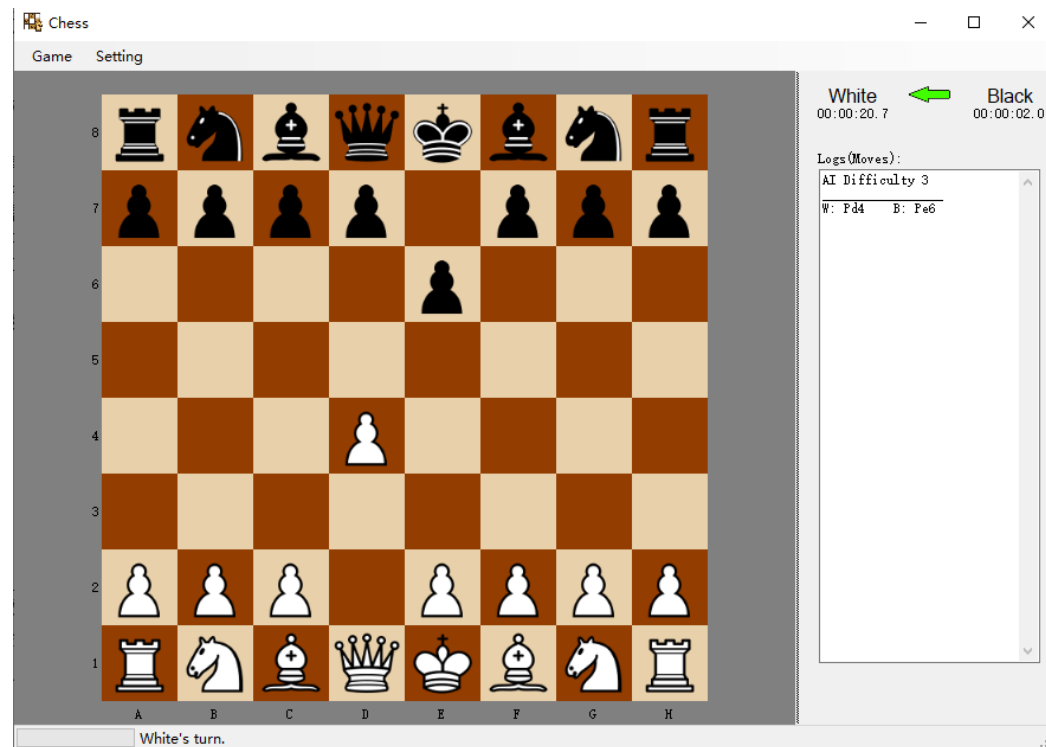 Chess
Game Setting
White Black
00:00:20.7 00:00:02.0
Logs(Moves):
AI Difficulty 3
W: Pd4 B: Pe6
8
7
6
5
4
3
2
1
A B C D E F G H
White's turn.